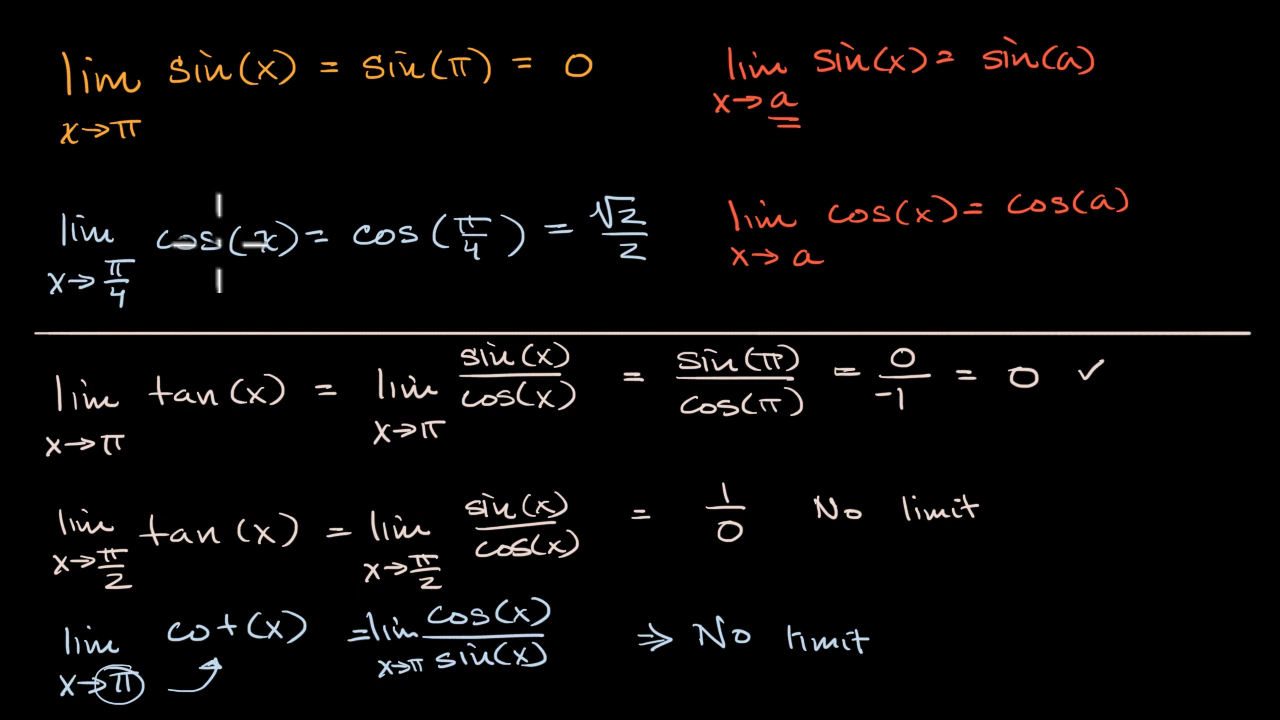 lim x→π sin(x) = sin(π) = 0
lim x→a sin(x) = sin(a)
lim x→π/4 cos(x) = cos(π/4) = √2/2
lim x→a cos(x) = cos(a)
lim x→π tan(x) = lim x→π sin(x)/cos(x) = sin(π)/cos(π) = 0/-1 = 0 ✓
lim x→π/2 tan(x) = lim x→π/2 sin(x)/cos(x) = 1/0 No limit
lim x→π cot(x) = lim x→π cos(x)/sin(x) ⇒ No limit